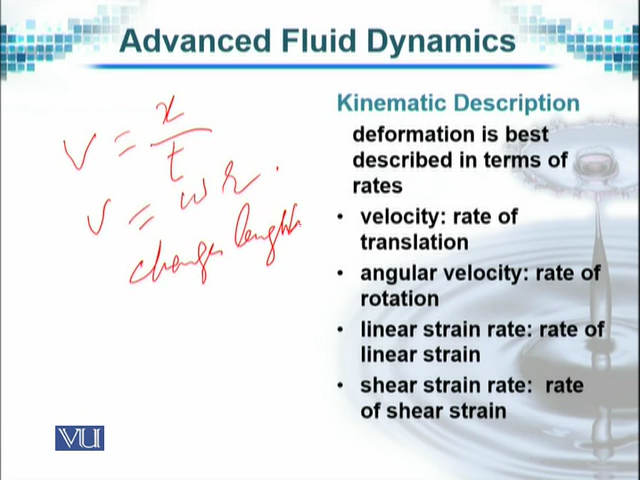 Advanced Fluid Dynamics
V = x/t
v = ωr.
change length
Kinematic Description
deformation is best
described in terms of
rates
• velocity: rate of
translation
• angular velocity: rate of
rotation
• linear strain rate: rate of
linear strain
• shear strain rate: rate
of shear strain
VU